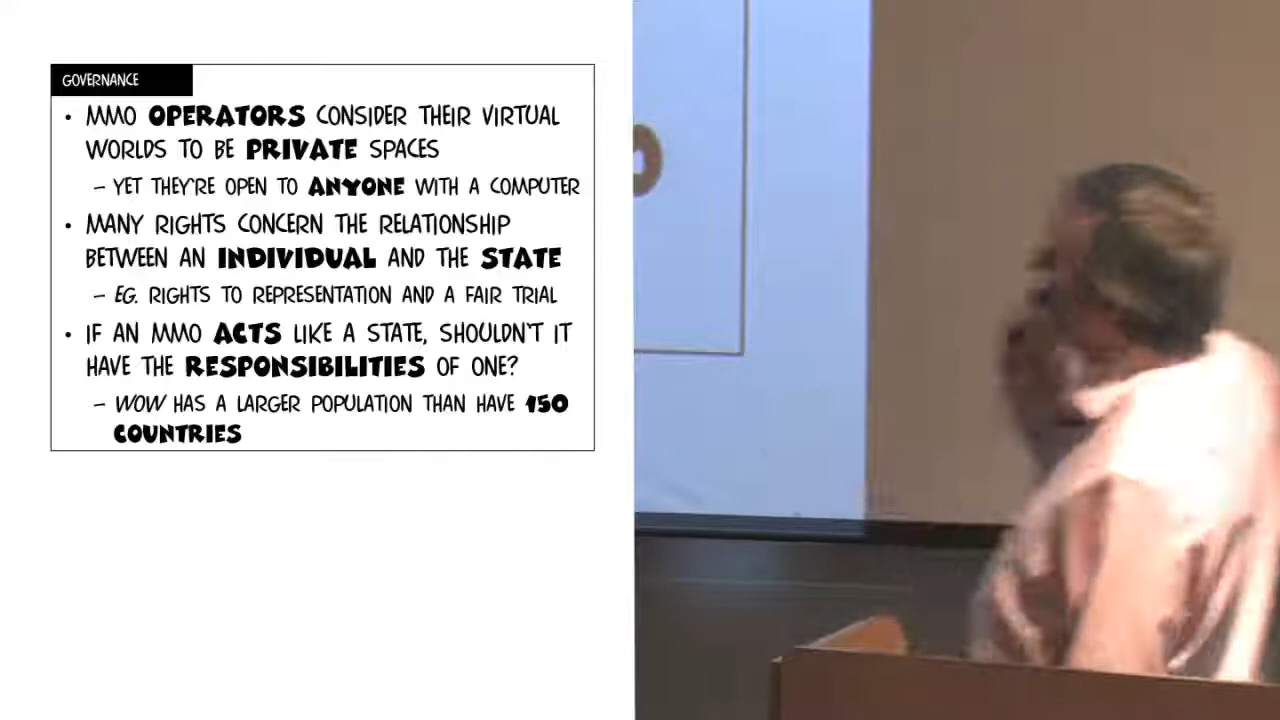 GOVERNANCE
• MMO OPERATORS CONSIDER THEIR VIRTUAL
WORLDS TO BE PRIVATE SPACES
– YET THEY'RE OPEN TO ANYONE WITH A COMPUTER
• MANY RIGHTS CONCERN THE RELATIONSHIP
BETWEEN AN INDIVIDUAL AND THE STATE
– EG. RIGHTS TO REPRESENTATION AND A FAIR TRIAL
• IF AN MMO ACTS LIKE A STATE, SHOULDN'T IT
HAVE THE RESPONSIBILITIES OF ONE?
– WOW HAS A LARGER POPULATION THAN HAVE 150
COUNTRIES